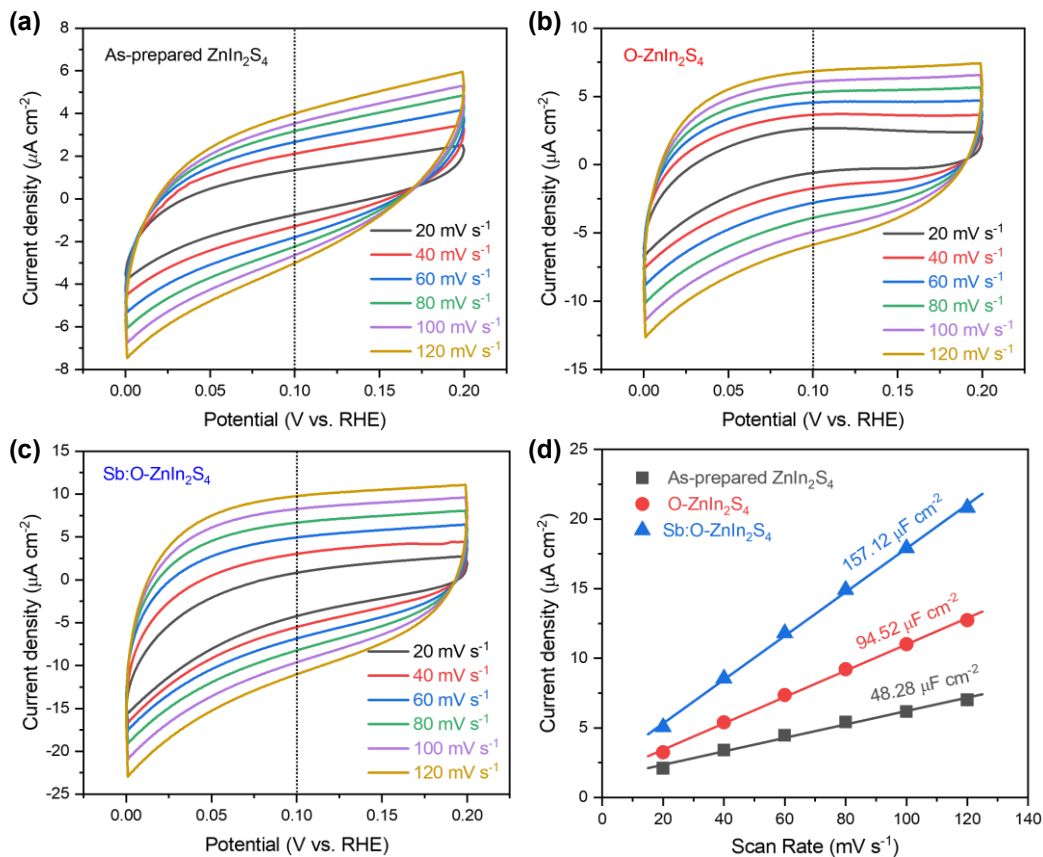 (a)
As-prepared ZnIn₂S₄
Current density (μA cm⁻²)
8
6
4
2
0
-2
-4
-6
-8
20 mV s⁻¹
40 mV s⁻¹
60 mV s⁻¹
80 mV s⁻¹
100 mV s⁻¹
120 mV s⁻¹
0.00 0.05 0.10 0.15 0.20
Potential (V vs. RHE)
(b)
O-ZnIn₂S₄
Current density (μA cm⁻²)
10
5
0
-5
-10
-15
20 mV s⁻¹
40 mV s⁻¹
60 mV s⁻¹
80 mV s⁻¹
100 mV s⁻¹
120 mV s⁻¹
0.00 0.05 0.10 0.15 0.20
Potential (V vs. RHE)
(c)
Sb:O-ZnIn₂S₄
Current density (μA cm⁻²)
15
10
5
0
-5
-10
-15
-20
-25
20 mV s⁻¹
40 mV s⁻¹
60 mV s⁻¹
80 mV s⁻¹
100 mV s⁻¹
120 mV s⁻¹
0.00 0.05 0.10 0.15 0.20
Potential (V vs. RHE)
(d)
As-prepared ZnIn₂S₄
O-ZnIn₂S₄
Sb:O-ZnIn₂S₄
157.12 μF cm⁻²
94.52 μF cm⁻²
48.28 μF cm⁻²
Current density (μA cm⁻²)
25
20
15
10
5
0
0 20 40 60 80 100 120 140
Scan Rate (mV s⁻¹)